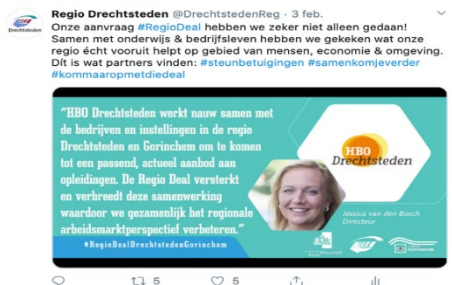 Regio Drechtsteden @DrechtstedenReg · 3 feb.
Onze aanvraag #RegioDeal hebben we zeker niet alleen gedaan!
Samen met onderwijs & bedrijfsleven hebben we gekeken wat onze
regio écht vooruit helpt op gebied van mensen, economie & omgeving.
Dít is wat partners vinden: #steunbetuigingen #samenkomjeverder
#kommaaropmetdiedeal
“HBO Drechtsteden werkt nauw samen met
de bedrijven en instellingen in de regio
Drechtsteden en Gorinchem om te komen
tot een passend, actueel aanbod aan
opleidingen. De Regio Deal versterkt
en verbreedt deze samenwerking
waardoor we gezamenlijk het regionale
arbeidsmarktperspectief verbeteren.”
#RegioDealDrechtstedenGorinchem
HBO
Drechtsteden
Jessica van den Bosch
Directeur
5
5